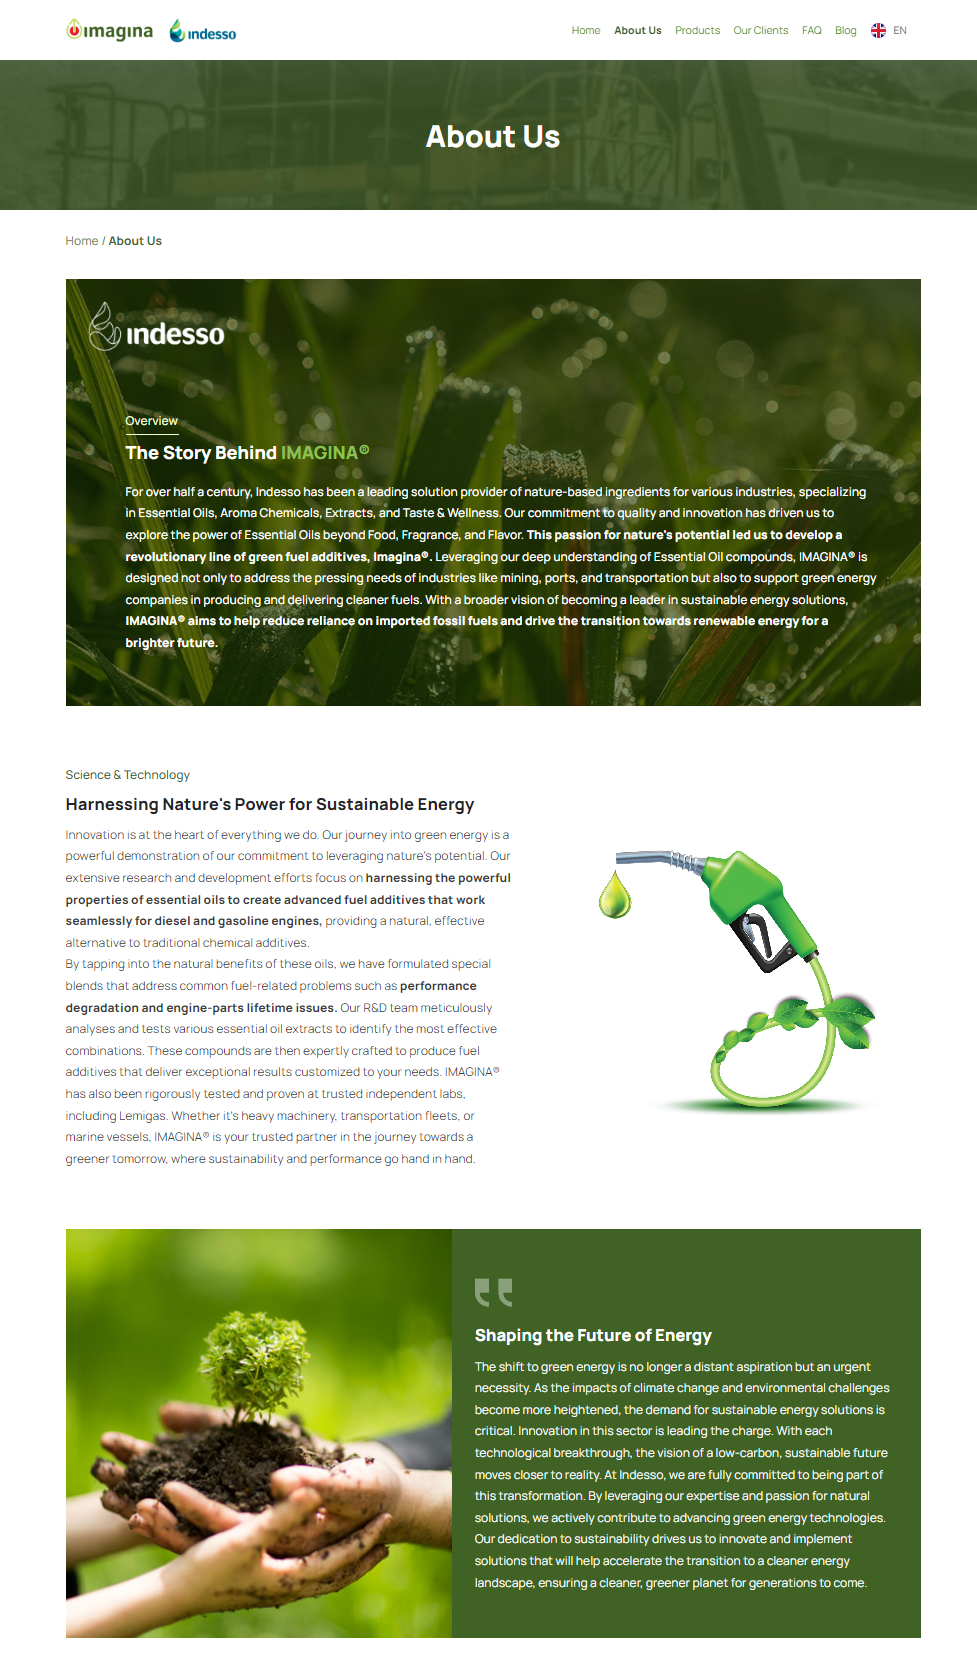 imagina indesso
Home About Us Products Our Clients FAQ Blog EN
About Us
Home / About Us
indesso
Overview
The Story Behind IMAGINA®
For over half a century, Indesso has been a leading solution provider of nature-based ingredients for various industries, specializing
in Essential Oils, Aroma Chemicals, Extracts, and Taste & Wellness. Our commitment to quality and innovation has driven us to
explore the power of Essential Oils beyond Food, Fragrance, and Flavor. This passion for nature's potential led us to develop a
revolutionary line of green fuel additives, Imagina®. Leveraging our deep understanding of Essential Oil compounds, IMAGINA® is
designed not only to address the pressing needs of industries like mining, ports, and transportation but also to support green energy
companies in producing and delivering cleaner fuels. With a broader vision of becoming a leader in sustainable energy solutions,
IMAGINA® aims to help reduce reliance on imported fossil fuels and drive the transition towards renewable energy for a
brighter future.
Science & Technology
Harnessing Nature's Power for Sustainable Energy
Innovation is at the heart of everything we do. Our journey into green energy is a
powerful demonstration of our commitment to leveraging nature's potential. Our
extensive research and development efforts focus on harnessing the powerful
properties of essential oils to create advanced fuel additives that work
seamlessly for diesel and gasoline engines, providing a natural, effective
alternative to traditional chemical additives.
By tapping into the natural benefits of these oils, we have formulated special
blends that address common fuel-related problems such as performance
degradation and engine-parts lifetime issues. Our R&D team meticulously
analyses and tests various essential oil extracts to identify the most effective
combinations. These compounds are then expertly crafted to produce fuel
additives that deliver exceptional results customized to your needs. IMAGINA®
has also been rigorously tested and proven at trusted independent labs,
including Lemigas. Whether it's heavy machinery, transportation fleets, or
marine vessels, IMAGINA® is your trusted partner in the journey towards a
greener tomorrow, where sustainability and performance go hand in hand.
Shaping the Future of Energy
The shift to green energy is no longer a distant aspiration but an urgent
necessity. As the impacts of climate change and environmental challenges
become more heightened, the demand for sustainable energy solutions is
critical. Innovation in this sector is leading the charge. With each
technological breakthrough, the vision of a low-carbon, sustainable future
moves closer to reality. At Indesso, we are fully committed to being part of
this transformation. By leveraging our expertise and passion for natural
solutions, we actively contribute to advancing green energy technologies.
Our dedication to sustainability drives us to innovate and implement
solutions that will help accelerate the transition to a cleaner energy
landscape, ensuring a cleaner, greener planet for generations to come.